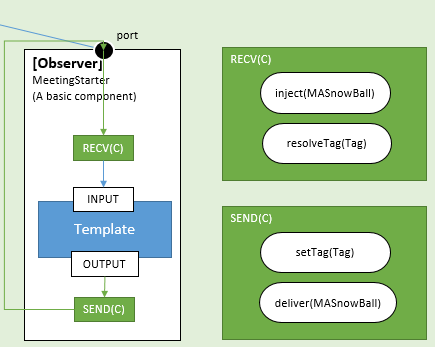 port
[Observer]
MeetingStarter
(A basic component)
RECV(C)
INPUT
Template
OUTPUT
SEND(C)
RECV(C)
inject(MASnowBall)
resolveTag(Tag)
SEND(C)
setTag(Tag)
deliver(MASnowBall)